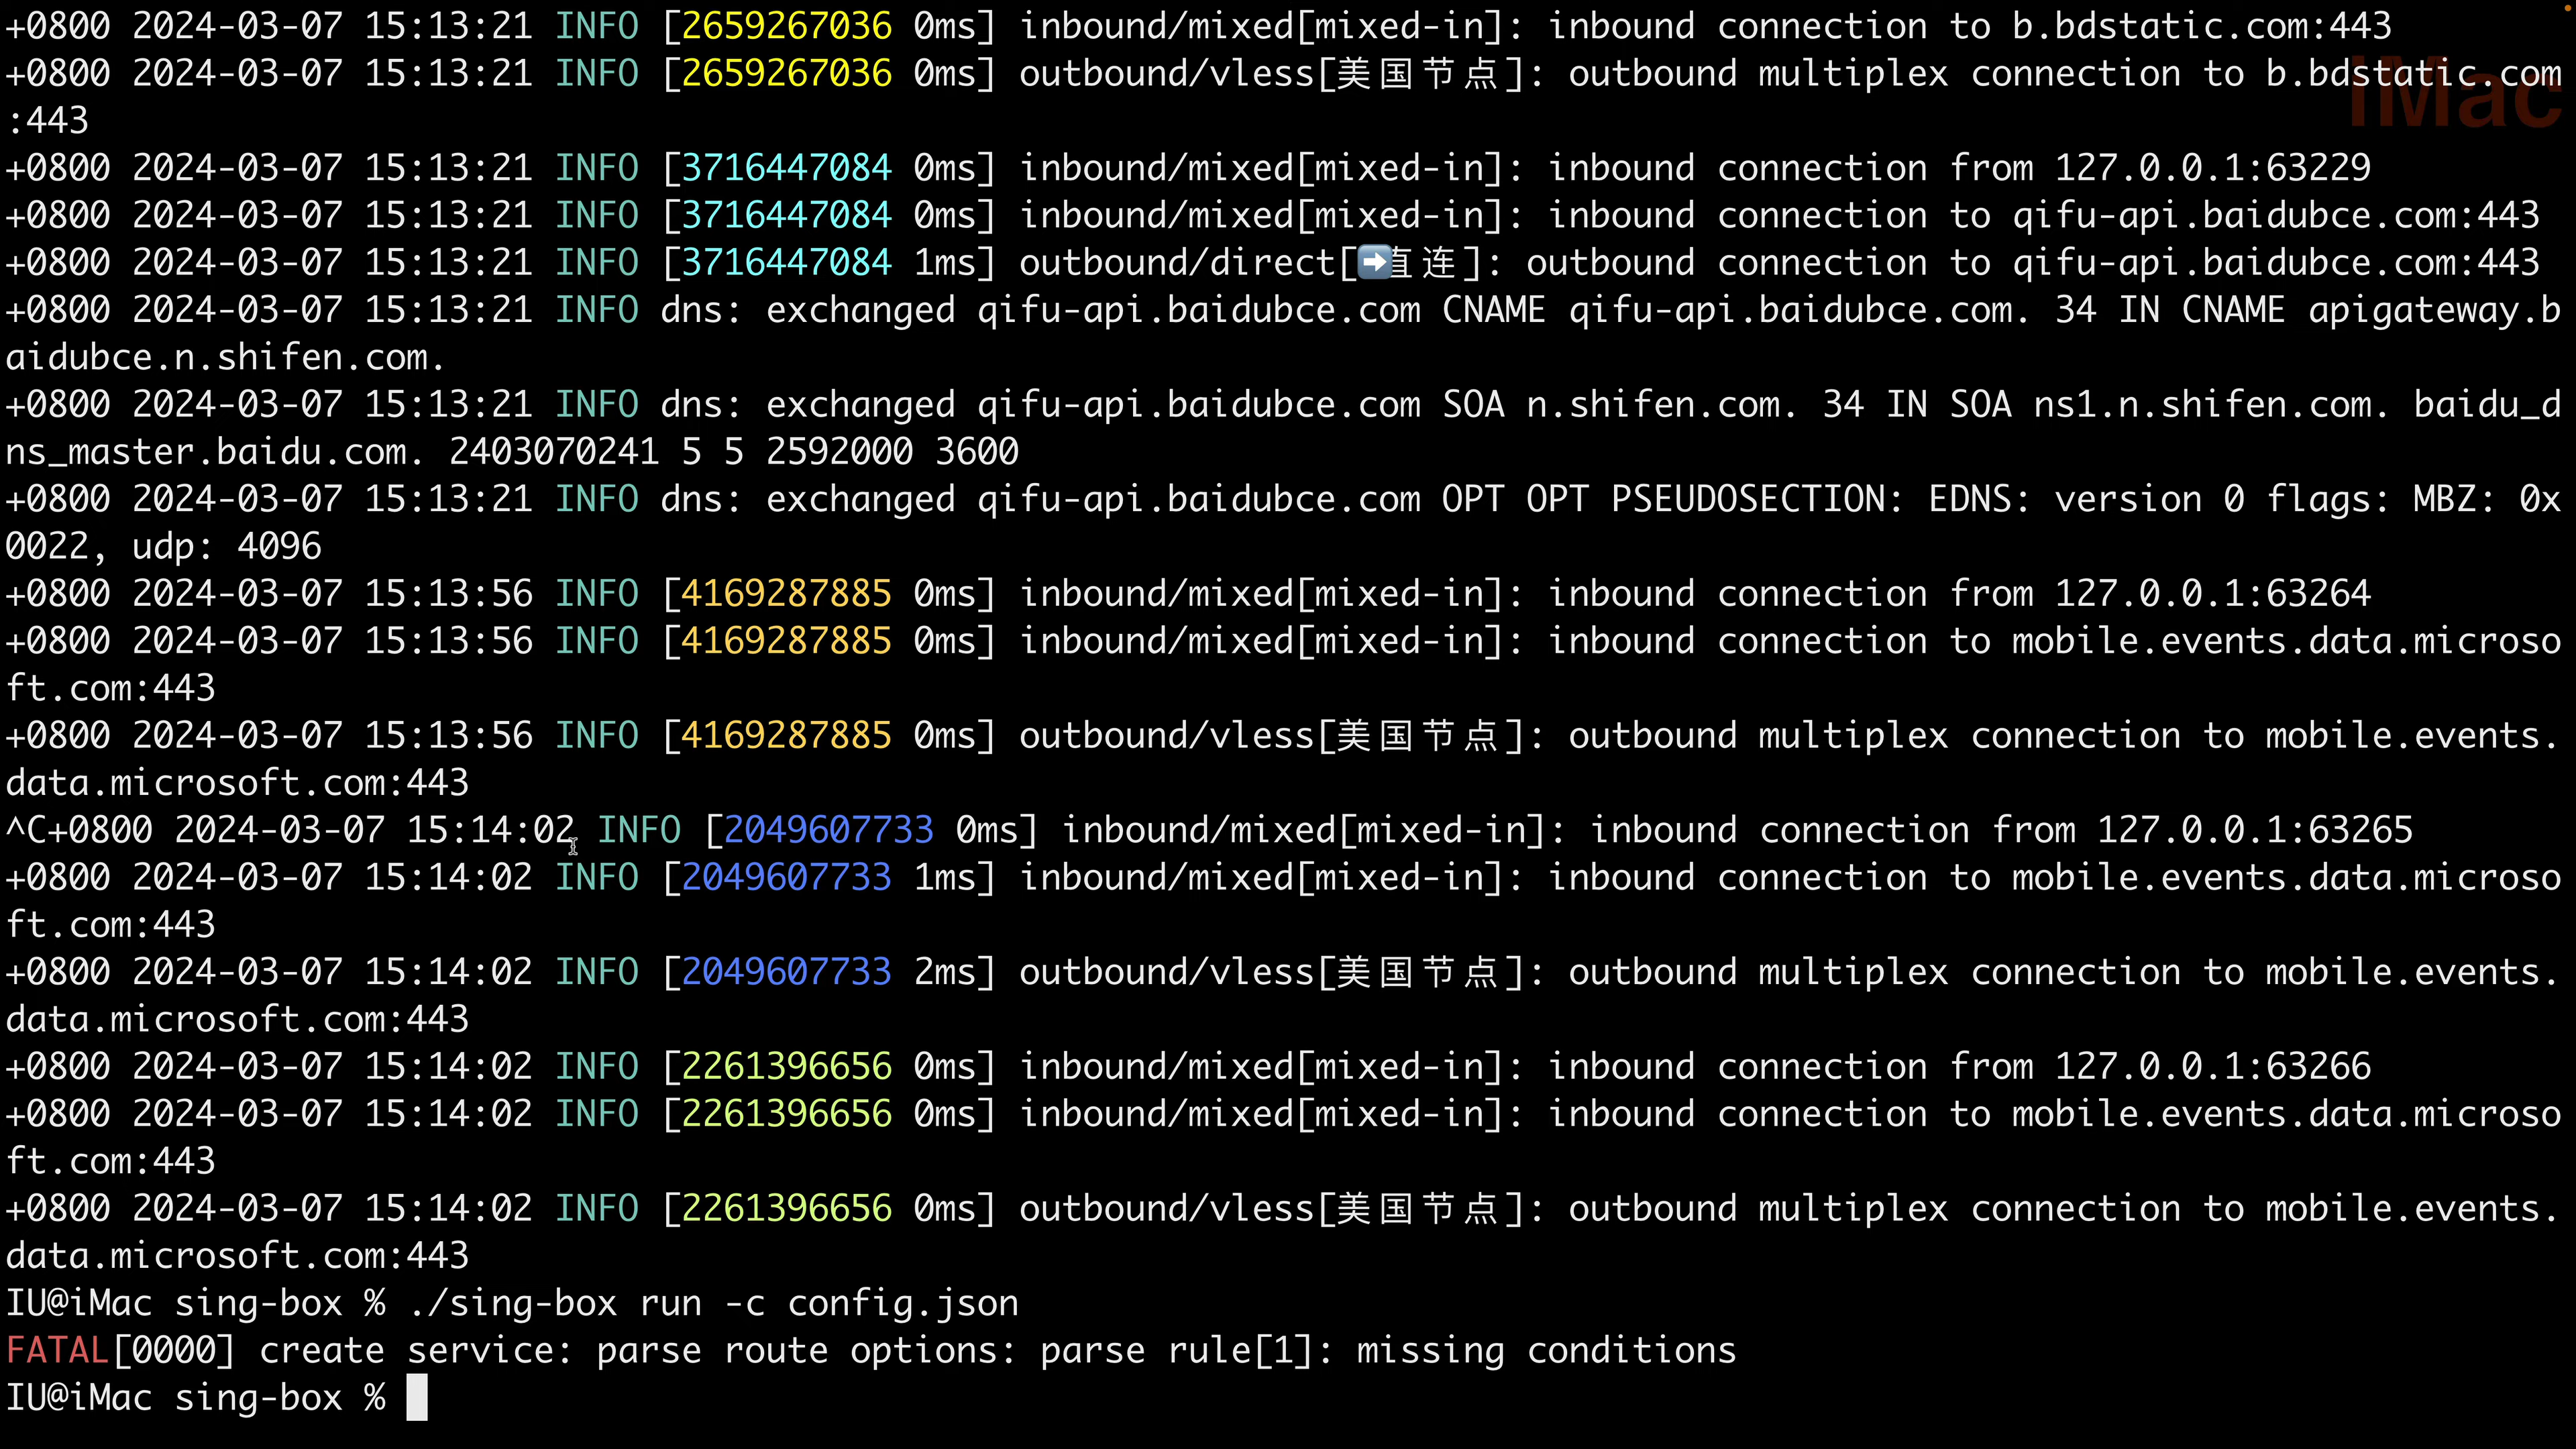 +0800 2024-03-07 15:13:21 INFO [2659267036 0ms] inbound/mixed[mixed-in]: inbound connection to b.bdstatic.com:443
+0800 2024-03-07 15:13:21 INFO [2659267036 0ms] outbound/vless[美国节点]: outbound multiplex connection to b.bdstatic.com
:443
iMac
+0800 2024-03-07 15:13:21 INFO [3716447084 0ms] inbound/mixed[mixed-in]: inbound connection from 127.0.0.1:63229
+0800 2024-03-07 15:13:21 INFO [3716447084 0ms] inbound/mixed[mixed-in]: inbound connection to qifu-api.baidubce.com:443
+0800 2024-03-07 15:13:21 INFO [3716447084 1ms] outbound/direct[➡️直连]: outbound connection to qifu-api.baidubce.com:443
+0800 2024-03-07 15:13:21 INFO dns: exchanged qifu-api.baidubce.com CNAME qifu-api.baidubce.com. 34 IN CNAME apigateway.b
aidubce.n.shifen.com.
+0800 2024-03-07 15:13:21 INFO dns: exchanged qifu-api.baidubce.com SOA n.shifen.com. 34 IN SOA ns1.n.shifen.com. baidu_d
ns_master.baidu.com. 2403070241 5 5 2592000 3600
+0800 2024-03-07 15:13:21 INFO dns: exchanged qifu-api.baidubce.com OPT OPT PSEUDOSECTION: EDNS: version 0 flags: MBZ: 0x
0022, udp: 4096
+0800 2024-03-07 15:13:56 INFO [4169287885 0ms] inbound/mixed[mixed-in]: inbound connection from 127.0.0.1:63264
+0800 2024-03-07 15:13:56 INFO [4169287885 0ms] inbound/mixed[mixed-in]: inbound connection to mobile.events.data.microso
ft.com:443
+0800 2024-03-07 15:13:56 INFO [4169287885 0ms] outbound/vless[美国节点]: outbound multiplex connection to mobile.events.
data.microsoft.com:443
^C+0800 2024-03-07 15:14:02 INFO [2049607733 0ms] inbound/mixed[mixed-in]: inbound connection from 127.0.0.1:63265
+0800 2024-03-07 15:14:02 INFO [2049607733 1ms] inbound/mixed[mixed-in]: inbound connection to mobile.events.data.microso
ft.com:443
+0800 2024-03-07 15:14:02 INFO [2049607733 2ms] outbound/vless[美国节点]: outbound multiplex connection to mobile.events.
data.microsoft.com:443
+0800 2024-03-07 15:14:02 INFO [2261396656 0ms] inbound/mixed[mixed-in]: inbound connection from 127.0.0.1:63266
+0800 2024-03-07 15:14:02 INFO [2261396656 0ms] inbound/mixed[mixed-in]: inbound connection to mobile.events.data.microso
ft.com:443
+0800 2024-03-07 15:14:02 INFO [2261396656 0ms] outbound/vless[美国节点]: outbound multiplex connection to mobile.events.
data.microsoft.com:443
IU@iMac sing-box % ./sing-box run -c config.json
FATAL[0000] create service: parse route options: parse rule[1]: missing conditions
IU@iMac sing-box %